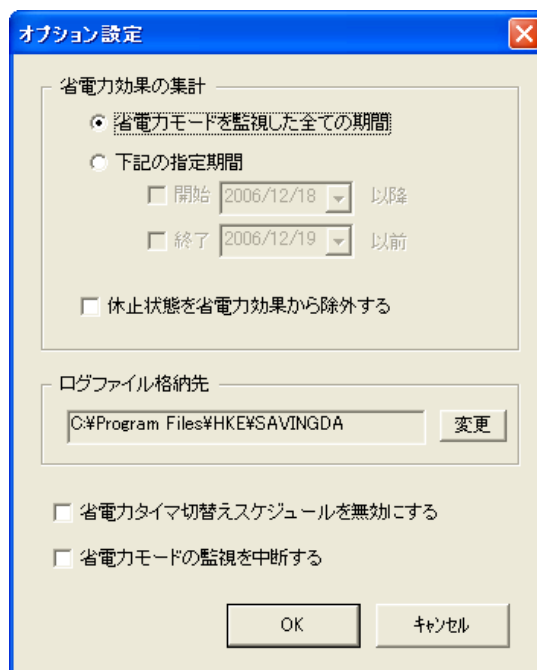 オプション設定
省電力効果の集計
省電力モードを監視した全ての期間
下記の指定期間
開始 2006/12/18 以降
終了 2006/12/19 以前
休止状態を省電力効果から除外する
ログファイル格納先
C:¥Program Files¥HKE¥SAVINGDA 変更
省電力タイマ切替えスケジュールを無効にする
省電力モードの監視を中断する
OK ｷｬﾝｾﾙ